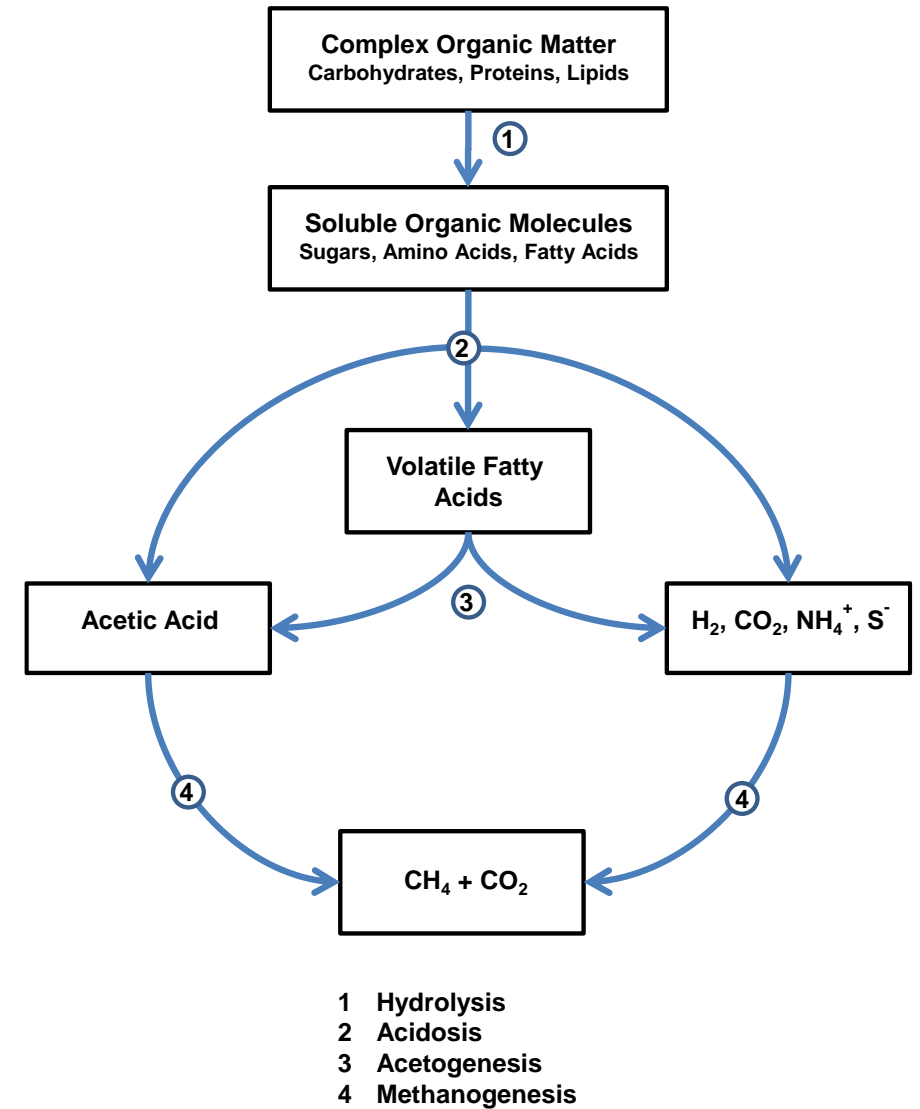 Complex Organic Matter
Carbohydrates, Proteins, Lipids
1
Soluble Organic Molecules
Sugars, Amino Acids, Fatty Acids
2
Volatile Fatty
Acids
3
Acetic Acid
H₂, CO₂, NH₄⁺, S⁻
4
4
CH₄ + CO₂
1 Hydrolysis
2 Acidosis
3 Acetogenesis
4 Methanogenesis